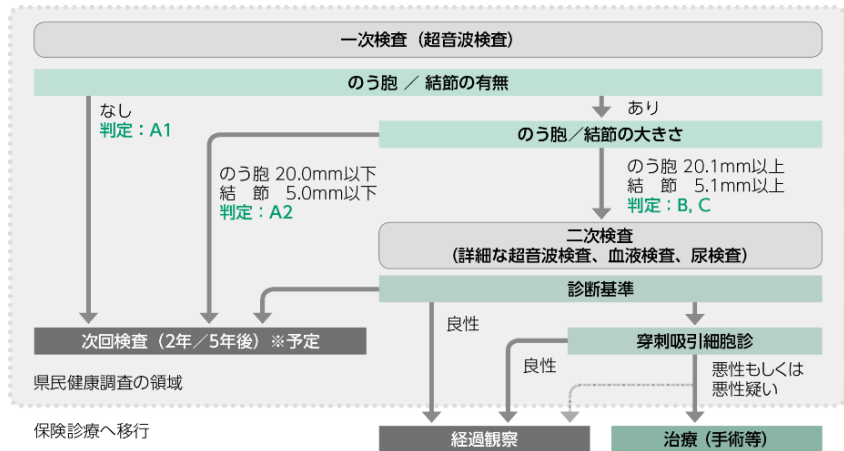 一次検査（超音波検査）
のう胞 ／ 結節の有無
なし
判定：A1
あり
のう胞／結節の大きさ
のう胞 20.0mm以下
結　節　5.0mm以下
判定：A2
のう胞 20.1mm以上
結　節　5.1mm以上
判定：B, C
二次検査
（詳細な超音波検査、血液検査、尿検査）
診断基準
次回検査（2年／5年後）※予定
良性
穿刺吸引細胞診
良性
悪性もしくは
悪性疑い
県民健康調査の領域
保険診療へ移行
経過観察
治療（手術等）